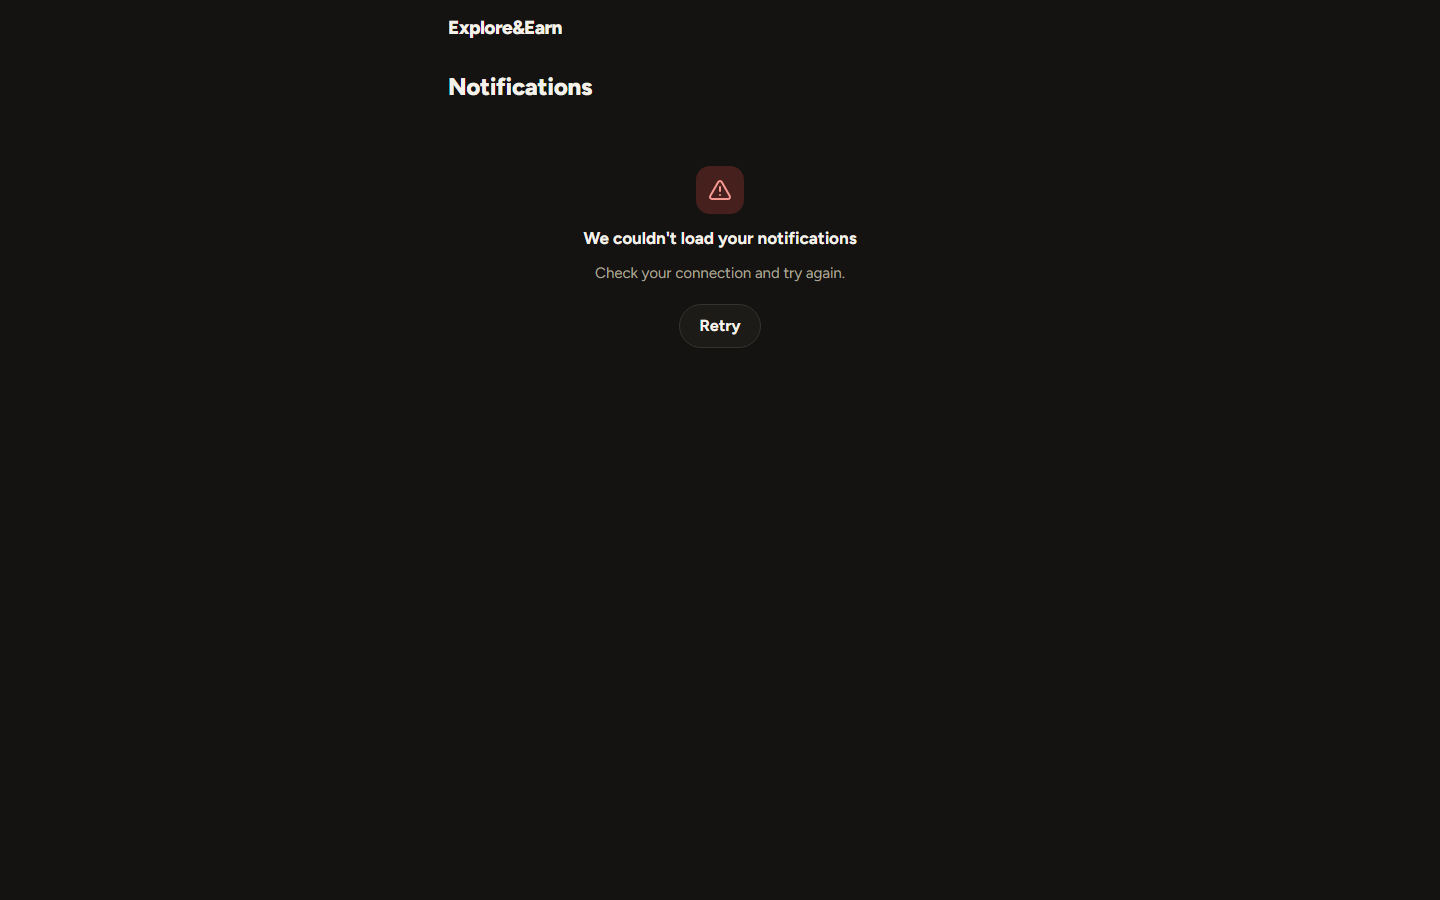 Explore&Earn
Notifications
We couldn't load your notifications
Check your connection and try again.
Retry